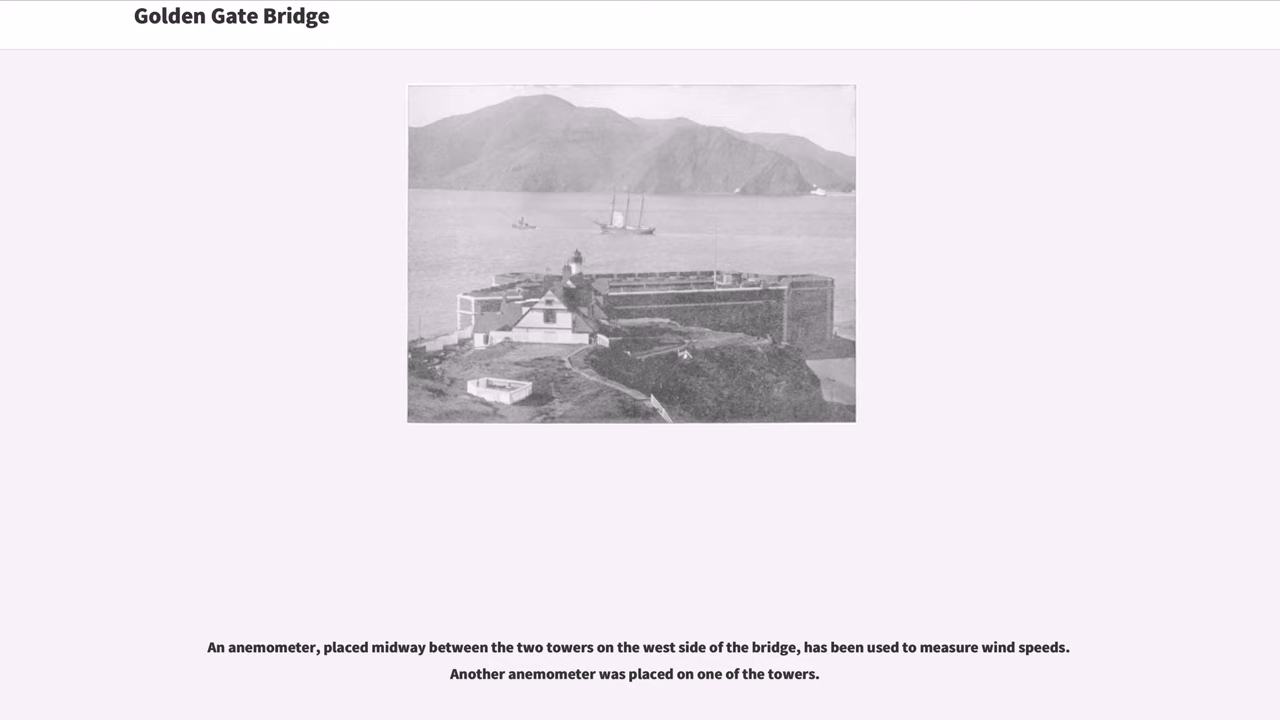 Golden Gate Bridge
An anemometer, placed midway between the two towers on the west side of the bridge, has been used to measure wind speeds.
Another anemometer was placed on one of the towers.